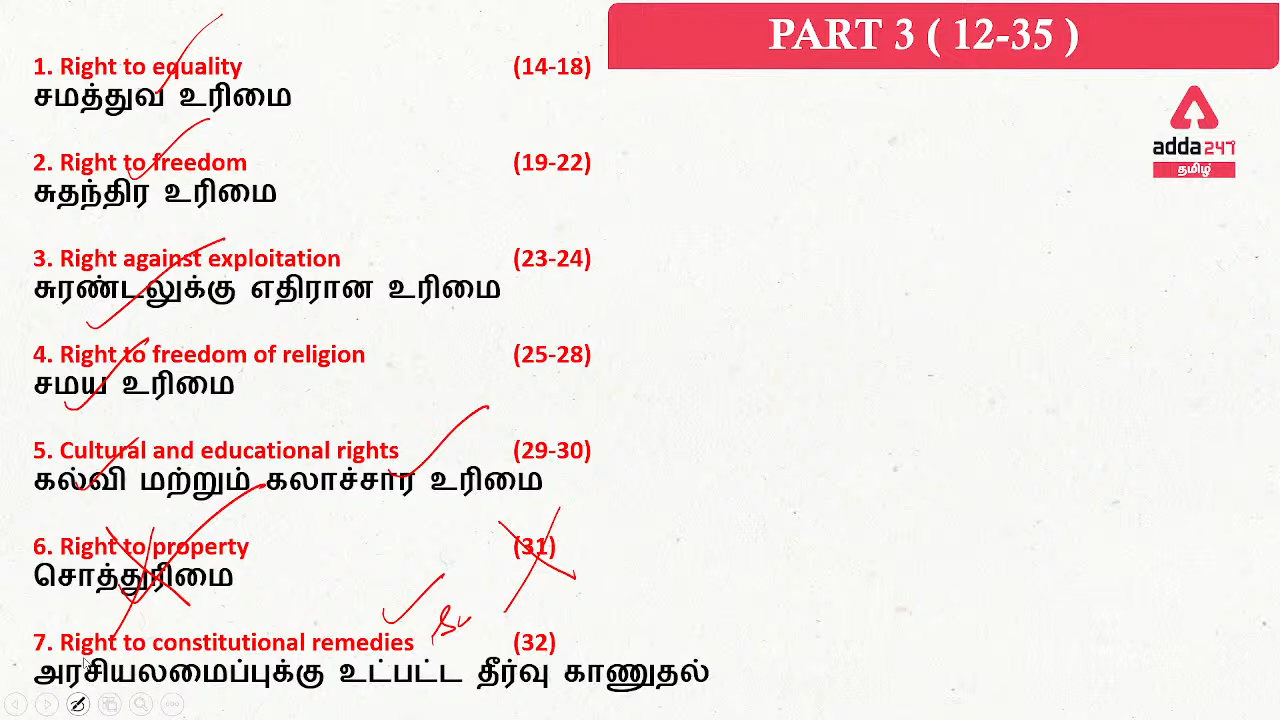 PART 3 ( 12-35 )
adda247
தமிழ்
1. Right to equality (14-18)
சமத்துவ உரிமை
2. Right to freedom (19-22)
சுதந்திர உரிமை
3. Right against exploitation (23-24)
சுரண்டலுக்கு எதிரான உரிமை
4. Right to freedom of religion (25-28)
சமய உரிமை
5. Cultural and educational rights (29-30)
கல்வி மற்றும் கலாச்சார உரிமை
6. Right to property (31)
சொத்துரிமை
7. Right to constitutional remedies (32)
அரசியலமைப்புக்கு உட்பட்ட தீர்வு காணுதல்